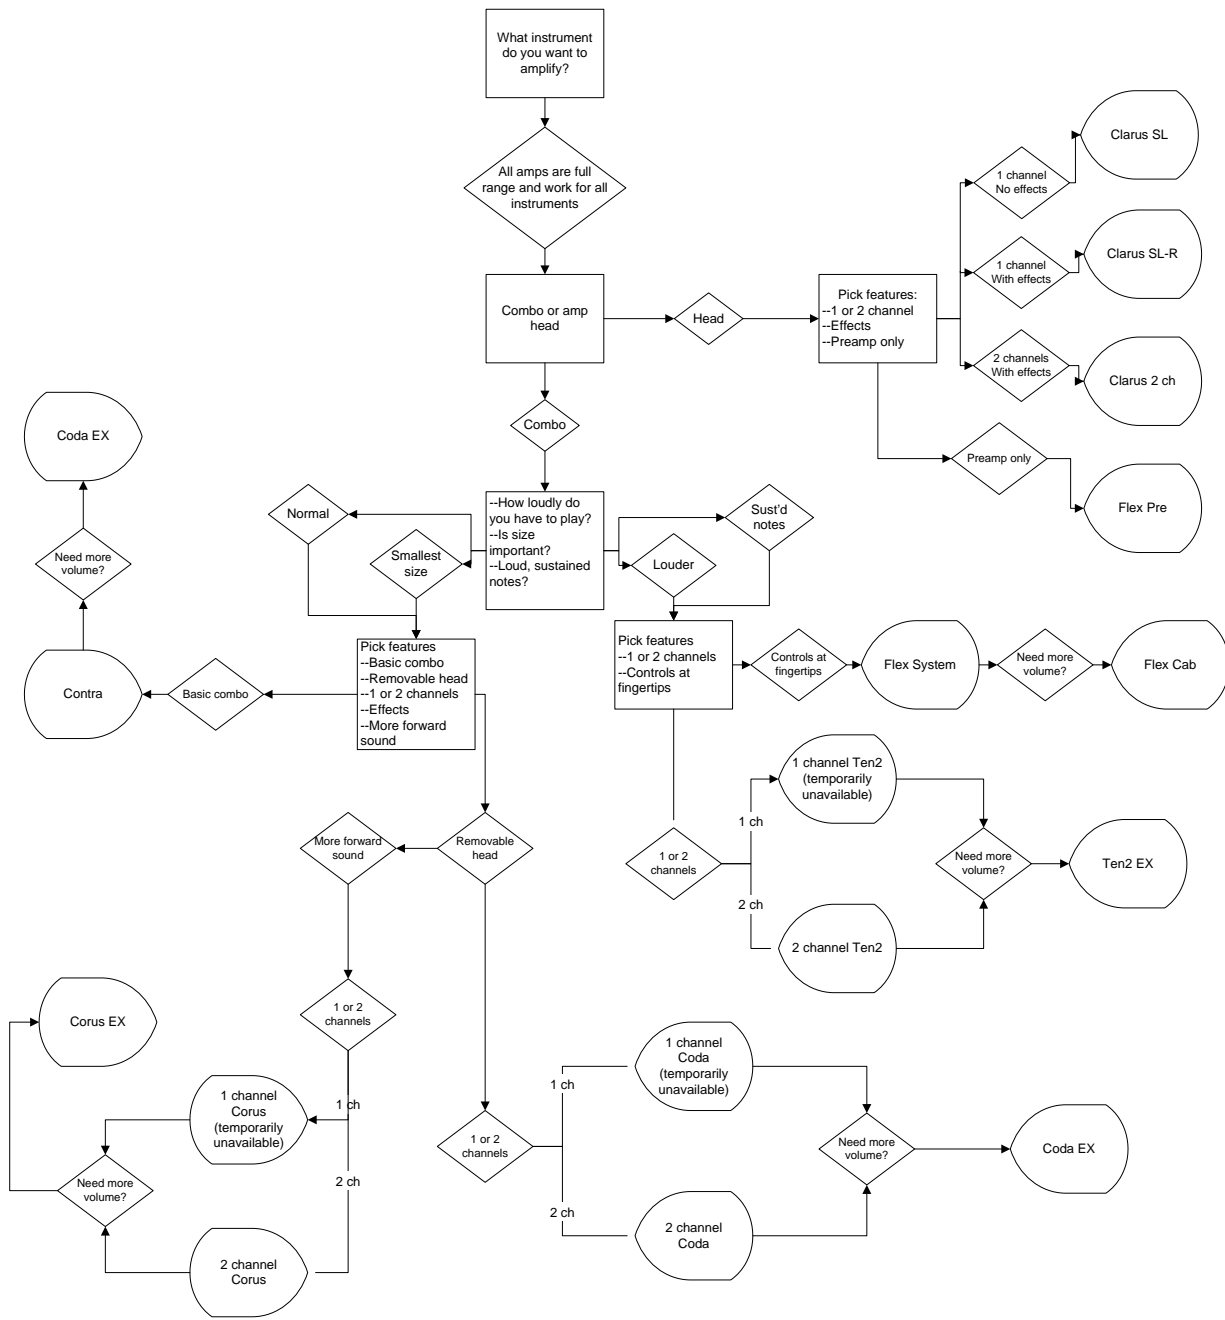 What instrument
do you want to
amplify?
All amps are full
range and work for all
instruments
Combo or amp
head
Head
Pick features:
--1 or 2 channel
--Effects
--Preamp only
1 channel
No effects
Clarus SL
1 channel
With effects
Clarus SL-R
2 channels
With effects
Clarus 2 ch
Preamp only
Flex Pre
Combo
--How loudly do
you have to play?
--Is size
important?
--Loud, sustained
notes?
Normal
Smallest
size
Sust'd
notes
Louder
Coda EX
Need more
volume?
Contra
Basic combo
Pick features
--Basic combo
--Removable head
--1 or 2 channels
--Effects
--More forward
sound
Pick features
--1 or 2 channels
--Controls at
fingertips
Controls at
fingertips
Flex System
Need more
volume?
Flex Cab
1 or 2
channels
1 ch
2 ch
1 channel Ten2
(temporarily
unavailable)
2 channel Ten2
Need more
volume?
Ten2 EX
More forward
sound
Removable
head
1 or 2
channels
1 ch
2 ch
Corus EX
1 channel
Corus
(temporarily
unavailable)
Need more
volume?
2 channel
Corus
1 or 2
channels
1 ch
2 ch
1 channel
Coda
(temporarily
unavailable)
2 channel
Coda
Need more
volume?
Coda EX